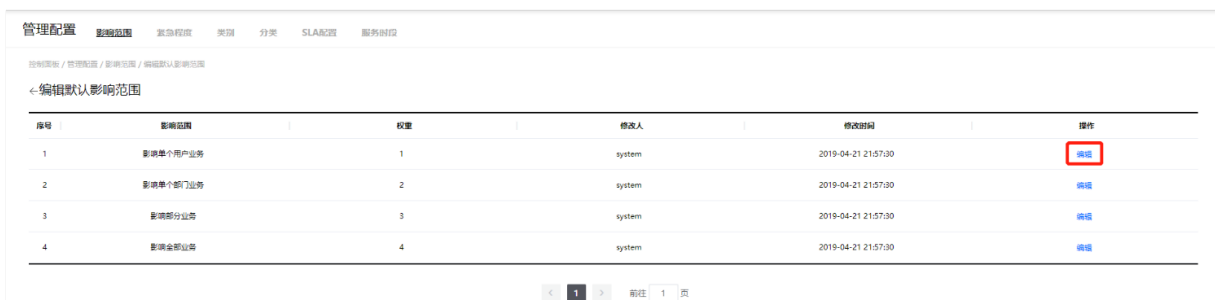 管理配置 影响范围 紧急程度 类别 分类 SLA配置 服务时段
控制面板 / 管理配置 / 影响范围 / 编辑默认影响范围
←编辑默认影响范围
序号 影响范围 权重 修改人 修改时间 操作
1 影响单个用户业务 1 system 2019-04-21 21:57:30 编辑
2 影响单个部门业务 2 system 2019-04-21 21:57:30 编辑
3 影响部分业务 3 system 2019-04-21 21:57:30 编辑
4 影响全部业务 4 system 2019-04-21 21:57:30 编辑
< 1 > 前往 1 页